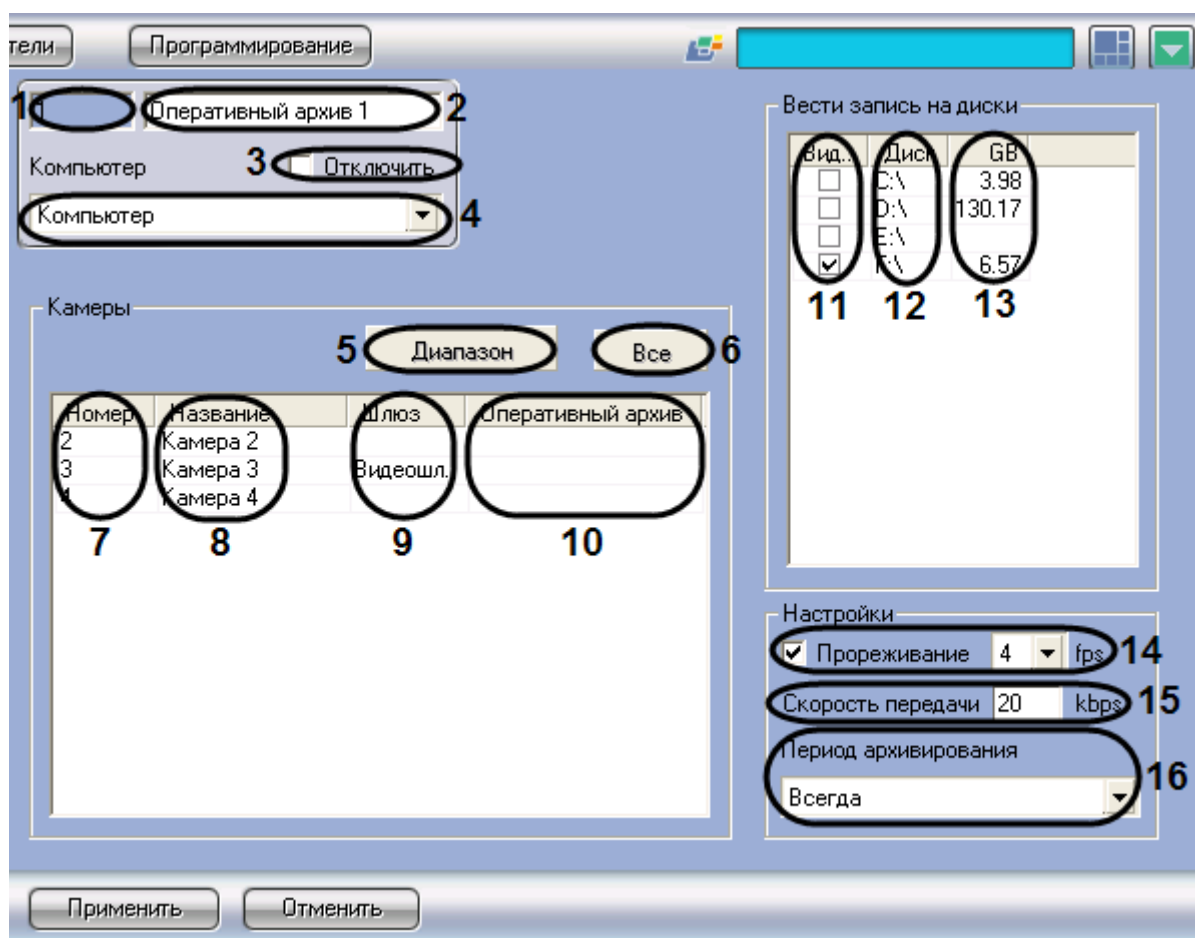 тели Программирование
1 1 Оперативный архив 1 2
Компьютер 3 Отключить
Компьютер 4
Камеры
5 Диапазон Все 6
Номер Название Шлюз Оперативный архив
2 Камера 2
3 Камера 3 Видеошл..
4 Камера 4
7 8 9 10
Вести запись на диски
Вид.. Диск GB
C:\ 3.98
D:\ 130.17
E:\
F:\ 6.57
11 12 13
Настройки
Прореживание 4 fps 14
Скорость передачи 20 kbps 15
Период архивирования
Всегда 16
Применить Отменить